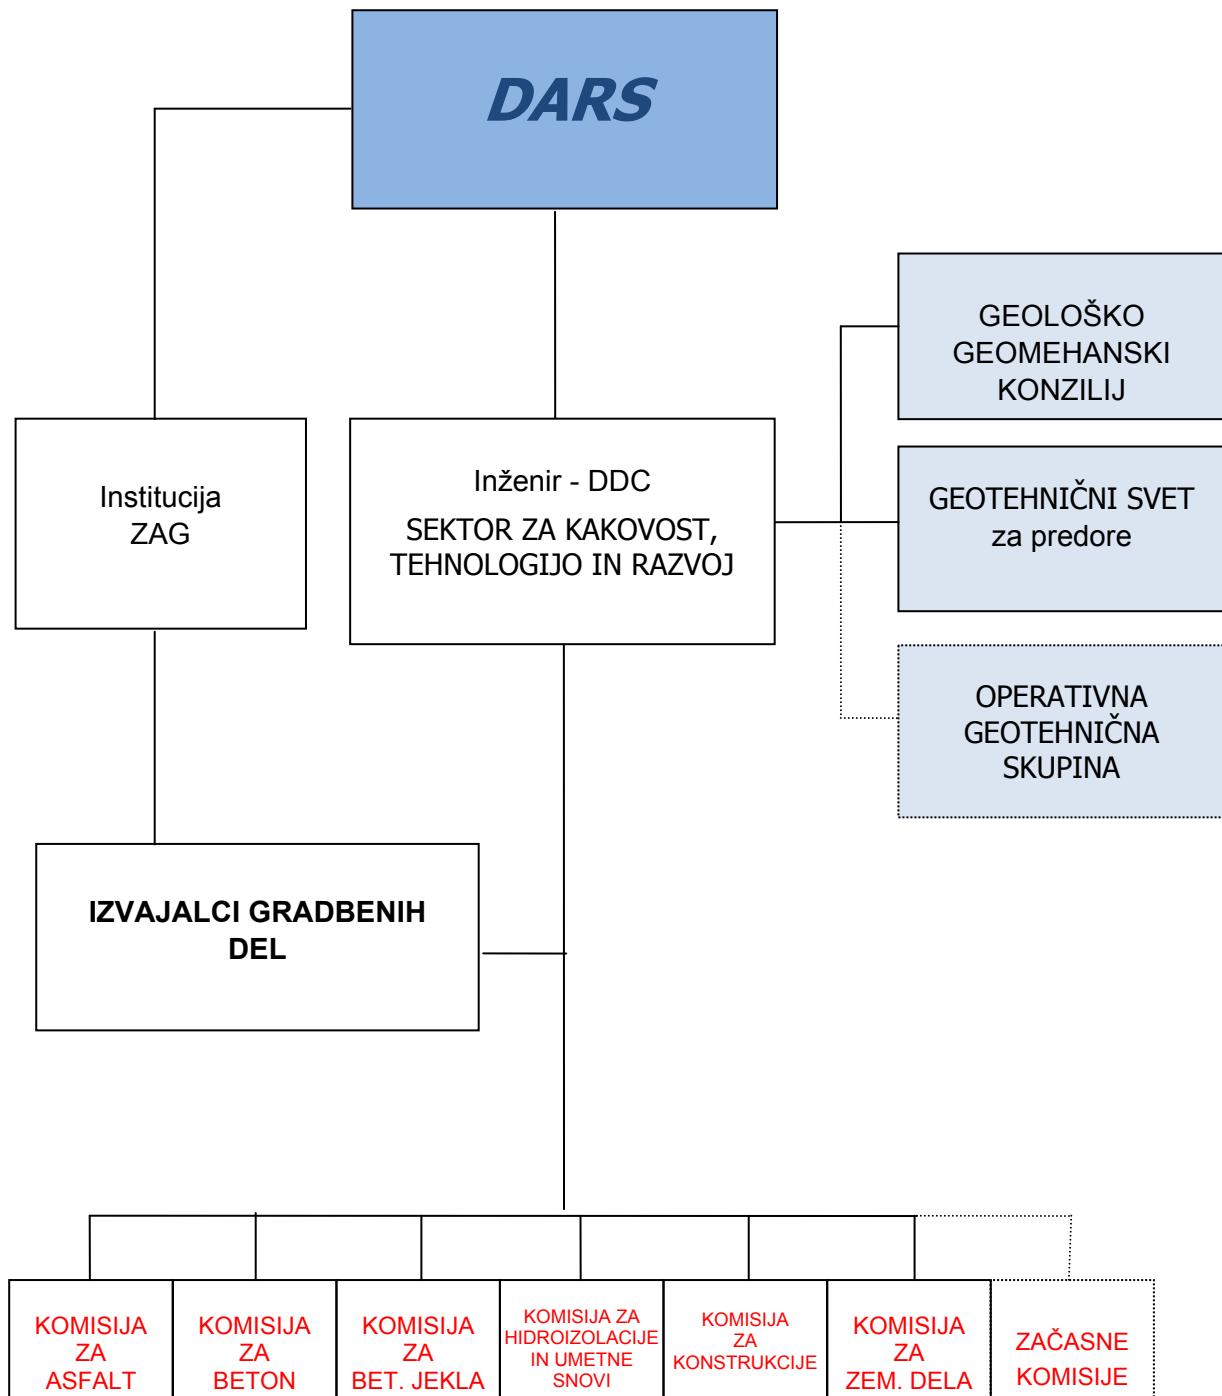 DARS
GEOLOŠKO
GEOMEHANSKI
KONZILIJ
Institucija
ZAG
Inženir - DDC
SEKTOR ZA KAKOVOST,
TEHNOLOGIJO IN RAZVOJ
GEOTEHNIČNI SVET
za predore
OPERATIVNA
GEOTEHNIČNA
SKUPINA
IZVAJALCI GRADBENIH
DEL
KOMISIJA
ZA
ASFALT
KOMISIJA
ZA
BETON
KOMISIJA
ZA
BET. JEKLA
KOMISIJA ZA
HIDROIZOLACIJE
IN UMETNE
SNOVI
KOMISIJA
ZA
KONSTRUKCIJE
KOMISIJA
ZA
ZEM. DELA
ZAČASNE
KOMISIJE